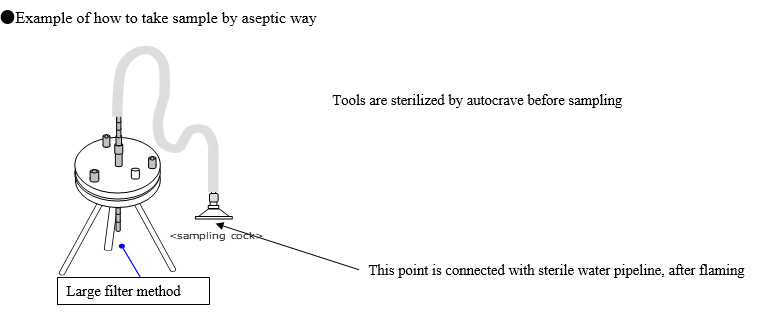 ●Example of how to take sample by aseptic way
Tools are sterilized by autocrave before sampling
<sampling cock>
This point is connected with sterile water pipeline, after flaming
Large filter method